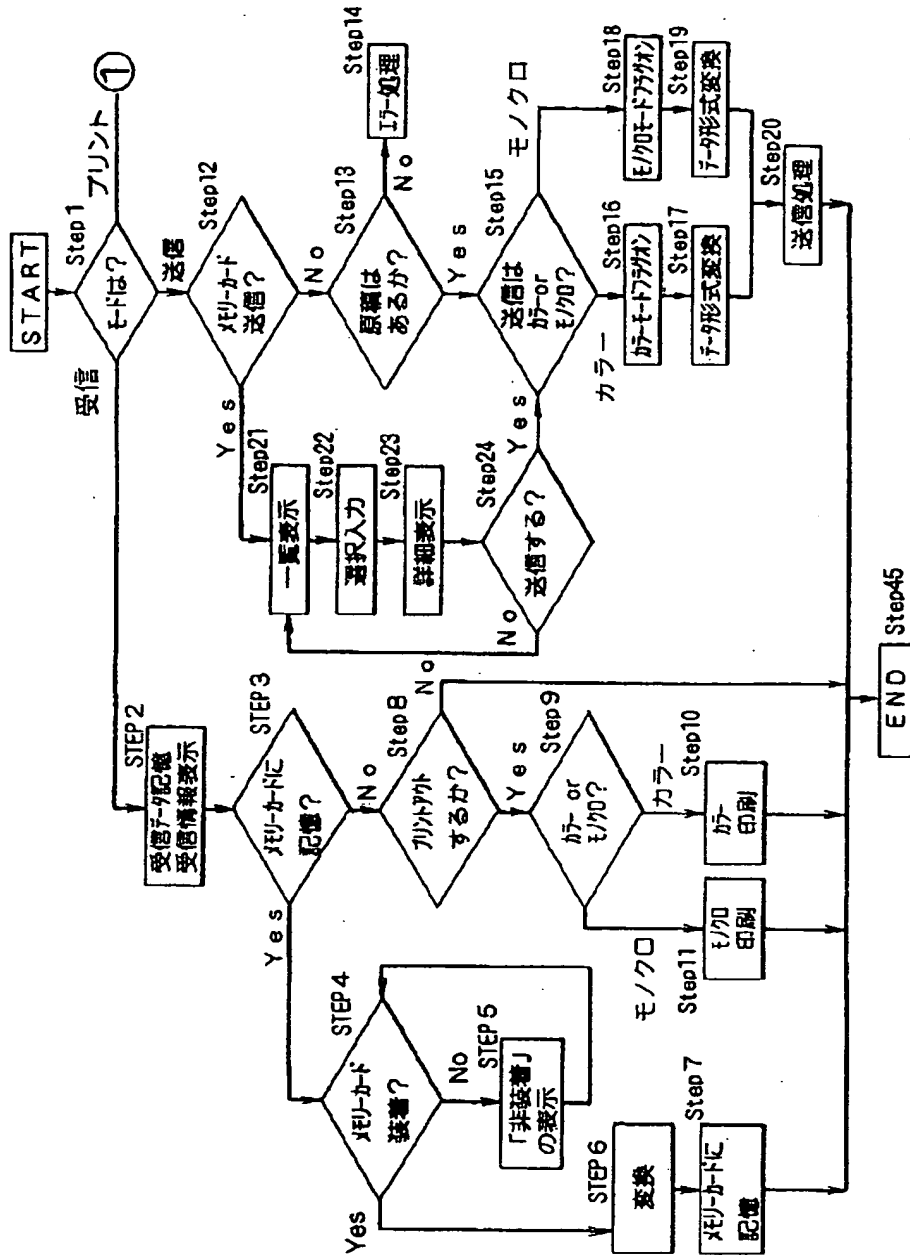 START
Step1
モードは?
プリント
①
受信
送信
STEP2
受信データ記憶
受信情報表示
STEP3
メモリーカードに
記憶?
Yes
No
STEP4
メモリーカード
装着?
Yes
No
STEP5
「非装着」
の表示
STEP6
変換
Step7
メモリーカードに
記憶
Step8
プリントアウト
するか?
No
Yes
Step9
カラーor
モノクロ?
カラー
モノクロ
Step10
カラー
印刷
Step11
モノクロ
印刷
Step12
メモリーカード
送信?
Yes
No
Step13
原稿は
あるか?
No
Yes
Step14
エラー処理
Step15
送信は
カラーor
モノクロ?
カラー
モノクロ
Step16
カラーモードフラグオン
Step17
データ形式変換
Step18
モノクロモードフラグオン
Step19
データ形式変換
Step20
送信処理
Step21
一覧表示
Step22
選択入力
Step23
詳細表示
Step24
送信する?
Yes
No
END
Step45